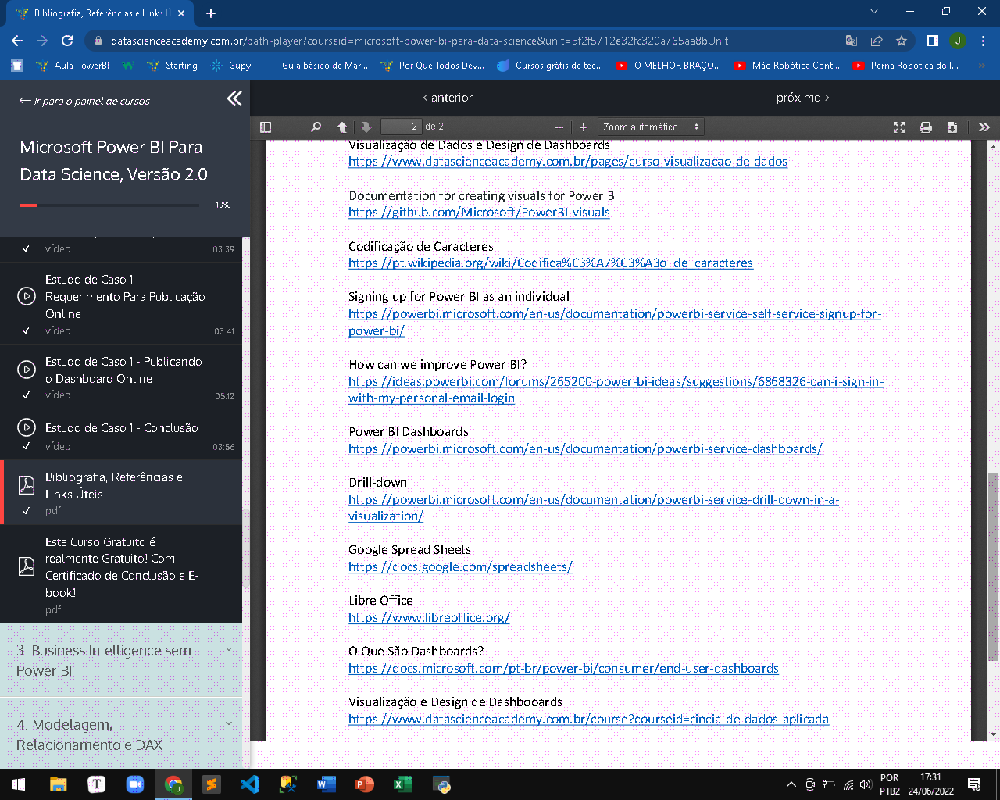 Bibliografia, Referências e Links Ú
datascienceacademy.com.br/path-player?courseid=microsoft-power-bi-para-data-science&unit=5f2f5712e32fc320a765aa8bUnit
J
Aula PowerBI
Starting
Gupy
Guia básico de Mar...
Por Que Todos Dev...
Cursos grátis de tec...
O MELHOR BRAÇO...
Mão Robótica Cont...
Perna Robótica do I...
»
← Ir para o painel de cursos
< anterior
próximo >
2 de 2
Zoom automático
Microsoft Power BI Para
Data Science, Versão 2.0
10%
vídeo 03:39
Estudo de Caso 1 -
Requerimento Para Publicação
Online
vídeo 03:41
Estudo de Caso 1 - Publicando
o Dashboard Online
vídeo 05:12
Estudo de Caso 1 - Conclusão
vídeo 03:56
Bibliografia, Referências e
Links Úteis
pdf
Este Curso Gratuito é
realmente Gratuito! Com
Certificado de Conclusão e E-
book!
pdf
3. Business Intelligence sem
Power BI
4. Modelagem,
Relacionamento e DAX
Visualização de Dados e Design de Dashboards
https://www.datascienceacademy.com.br/pages/curso-visualizacao-de-dados
Documentation for creating visuals for Power BI
https://github.com/Microsoft/PowerBI-visuals
Codificação de Caracteres
https://pt.wikipedia.org/wiki/Codifica%C3%A7%C3%A3o_de_caracteres
Signing up for Power BI as an individual
https://powerbi.microsoft.com/en-us/documentation/powerbi-service-self-service-signup-for-
power-bi/
How can we improve Power BI?
https://ideas.powerbi.com/forums/265200-power-bi-ideas/suggestions/6868326-can-i-sign-in-
with-my-personal-email-login
Power BI Dashboards
https://powerbi.microsoft.com/en-us/documentation/powerbi-service-dashboards/
Drill-down
https://powerbi.microsoft.com/en-us/documentation/powerbi-service-drill-down-in-a-
visualization/
Google Spread Sheets
https://docs.google.com/spreadsheets/
Libre Office
https://www.libreoffice.org/
O Que São Dashboards?
https://docs.microsoft.com/pt-br/power-bi/consumer/end-user-dashboards
Visualização e Design de Dashbooards
https://www.datascienceacademy.com.br/course?courseid=cincia-de-dados-aplicada
POR
PTB2
17:31
24/06/2022